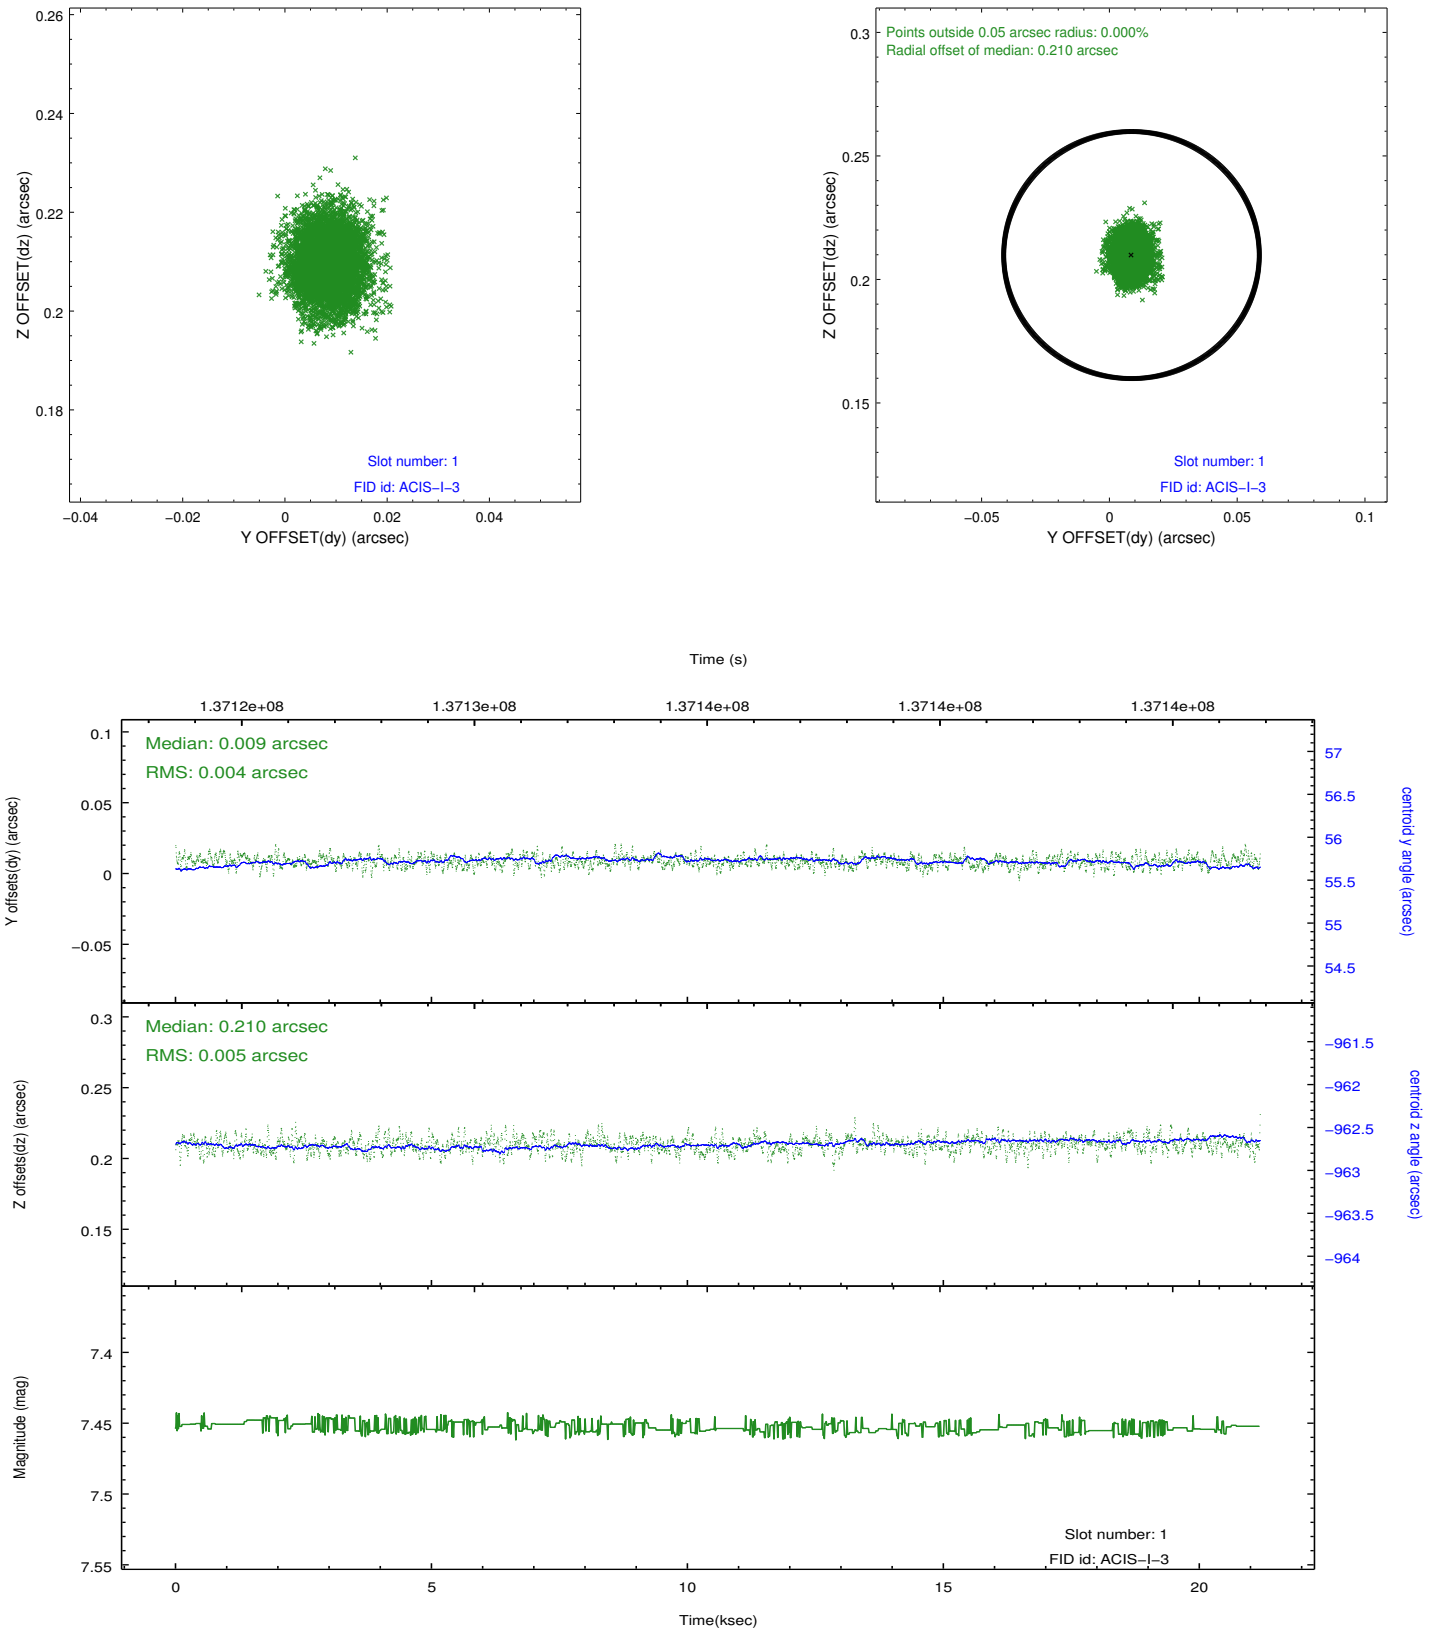 0.26
0.24
0.22
0.2
0.18
Z OFFSET(dz) (arcsec)
Slot number: 1
FID id: ACIS−I−3
−0.04 −0.02 0 0.02 0.04
Y OFFSET(dy) (arcsec)
Points outside 0.05 arcsec radius: 0.000%
Radial offset of median: 0.210 arcsec
0.3
0.25
0.2
0.15
Z OFFSET(dz) (arcsec)
Slot number: 1
FID id: ACIS−I−3
−0.05 0 0.05 0.1
Y OFFSET(dy) (arcsec)
Time (s)
1.3712e+08 1.3713e+08 1.3714e+08 1.3714e+08 1.3714e+08
Median: 0.009 arcsec
RMS: 0.004 arcsec
0.1
0.05
0
−0.05
Y offsets(dy) (arcsec)
57
56.5
56
55.5
55
54.5
centroid y angle (arcsec)
Median: 0.210 arcsec
RMS: 0.005 arcsec
0.3
0.25
0.2
0.15
Z offsets(dz) (arcsec)
−961.5
−962
−962.5
−963
−963.5
−964
centroid z angle (arcsec)
7.4
7.45
7.5
7.55
Magnitude (mag)
Slot number: 1
FID id: ACIS−I−3
0 5 10 15 20
Time(ksec)